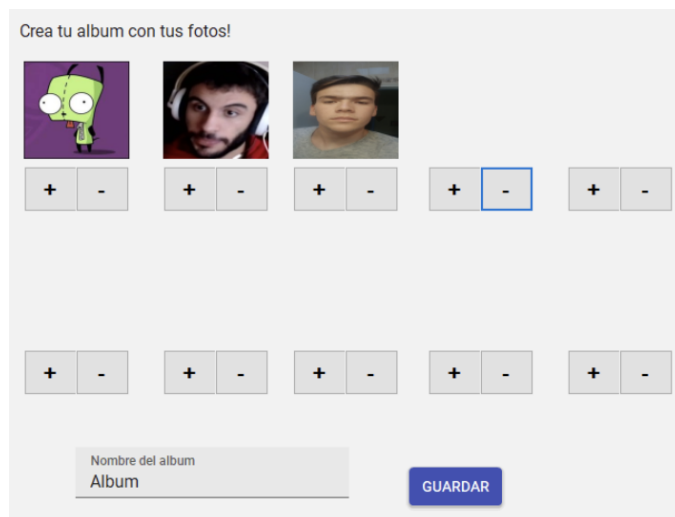 Crea tu album con tus fotos!
+ - + - + - + - + -
+ - + - + - + - + -
Nombre del album
Album
GUARDAR